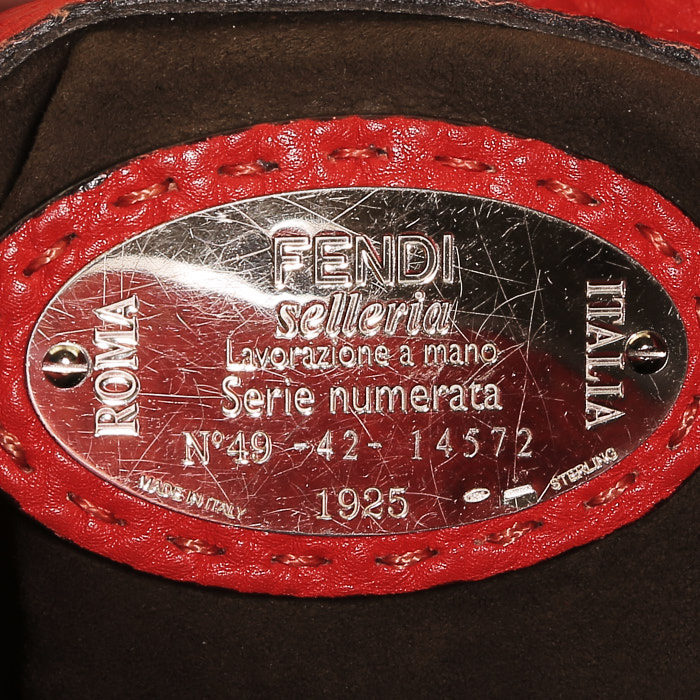 FENDI
selleria
Lavorazione a mano
Serie numerata
N°49 -42- 14572
1925
ROMA
ITALIA
MADE IN ITALY
STERLING